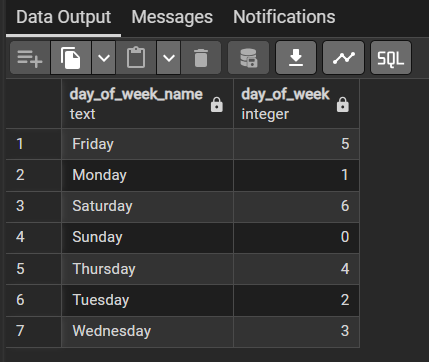 Data Output Messages Notifications
SQL
day_of_week_name day_of_week
text integer
1 Friday 5
2 Monday 1
3 Saturday 6
4 Sunday 0
5 Thursday 4
6 Tuesday 2
7 Wednesday 3